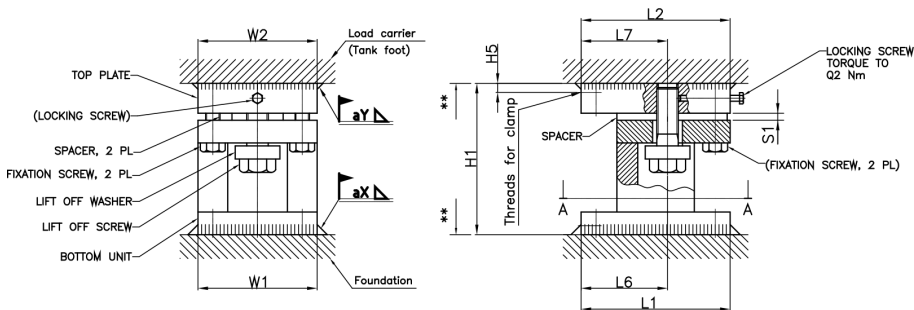 W2
Load carrier
(Tank foot)
TOP PLATE
(LOCKING SCREW)
aY
SPACER, 2 PL
FIXATION SCREW, 2 PL
LIFT OFF WASHER
aX
LIFT OFF SCREW
BOTTOM UNIT
Foundation
W1
L2
L7
H5
LOCKING SCREW
TORQUE TO
Q2 Nm
**
H1
**
Threads for clamp
SPACER
S1
(FIXATION SCREW, 2 PL)
A
A
L6
L1